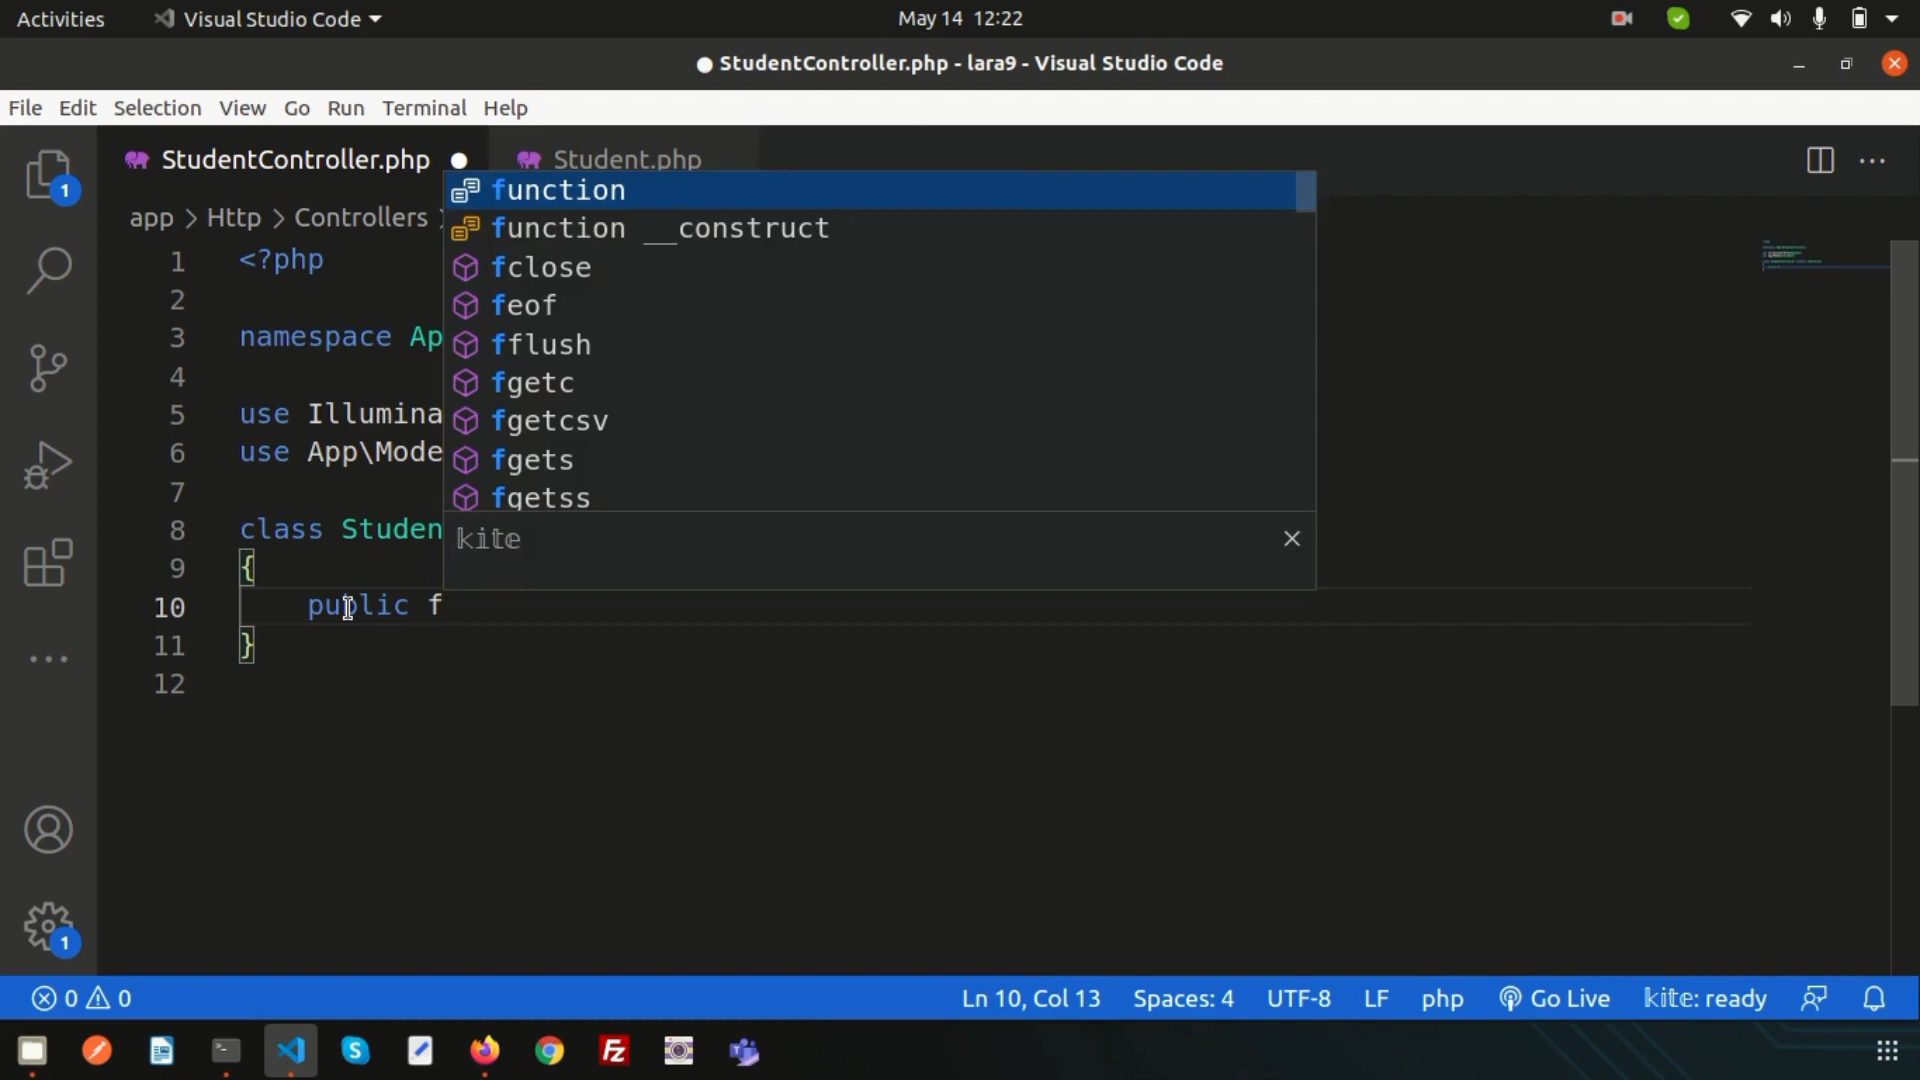 Activities Visual Studio Code May 14 12:22
StudentController.php - lara9 - Visual Studio Code
File Edit Selection View Go Run Terminal Help
StudentController.php Student.php
app > Http > Controllers
function
function __construct
fclose
feof
fflush
fgetc
fgetcsv
fgets
fgetss
kite
1 <?php
2
3 namespace Ap
4
5 use Illumina
6 use App\Mode
7
8 class Studen
9 {
10 public f
11 }
12
1
1
0 0 Ln 10, Col 13 Spaces: 4 UTF-8 LF php Go Live kite: ready